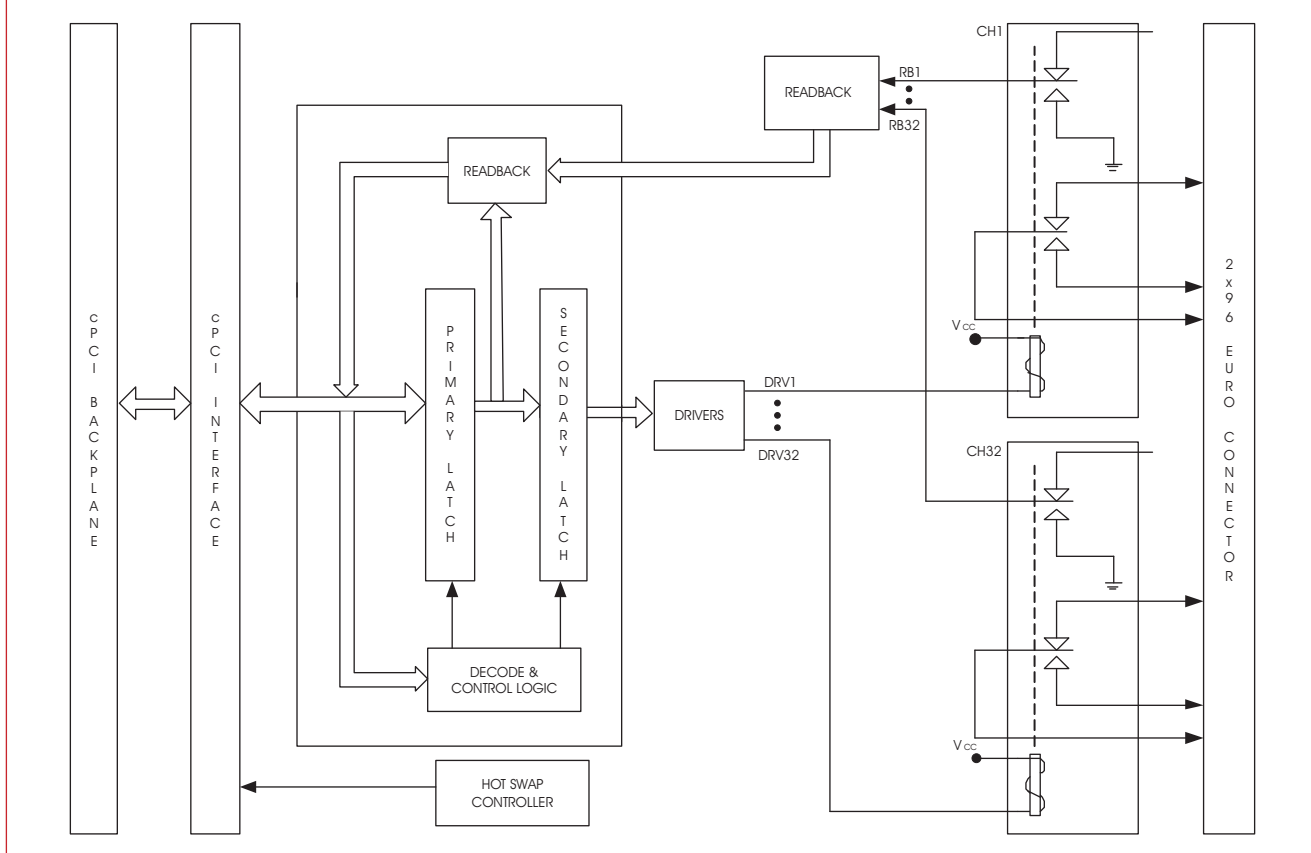 cPCI BACKPLANE
cPCI INTERFACE
READBACK
PRIMARY LATCH
SECONDARY LATCH
DECODE &
CONTROL LOGIC
HOT SWAP
CONTROLLER
READBACK
RB1
RB32
DRIVERS
DRV1
DRV32
CH1
Vcc
CH32
Vcc
2x96 EURO CONNECTOR